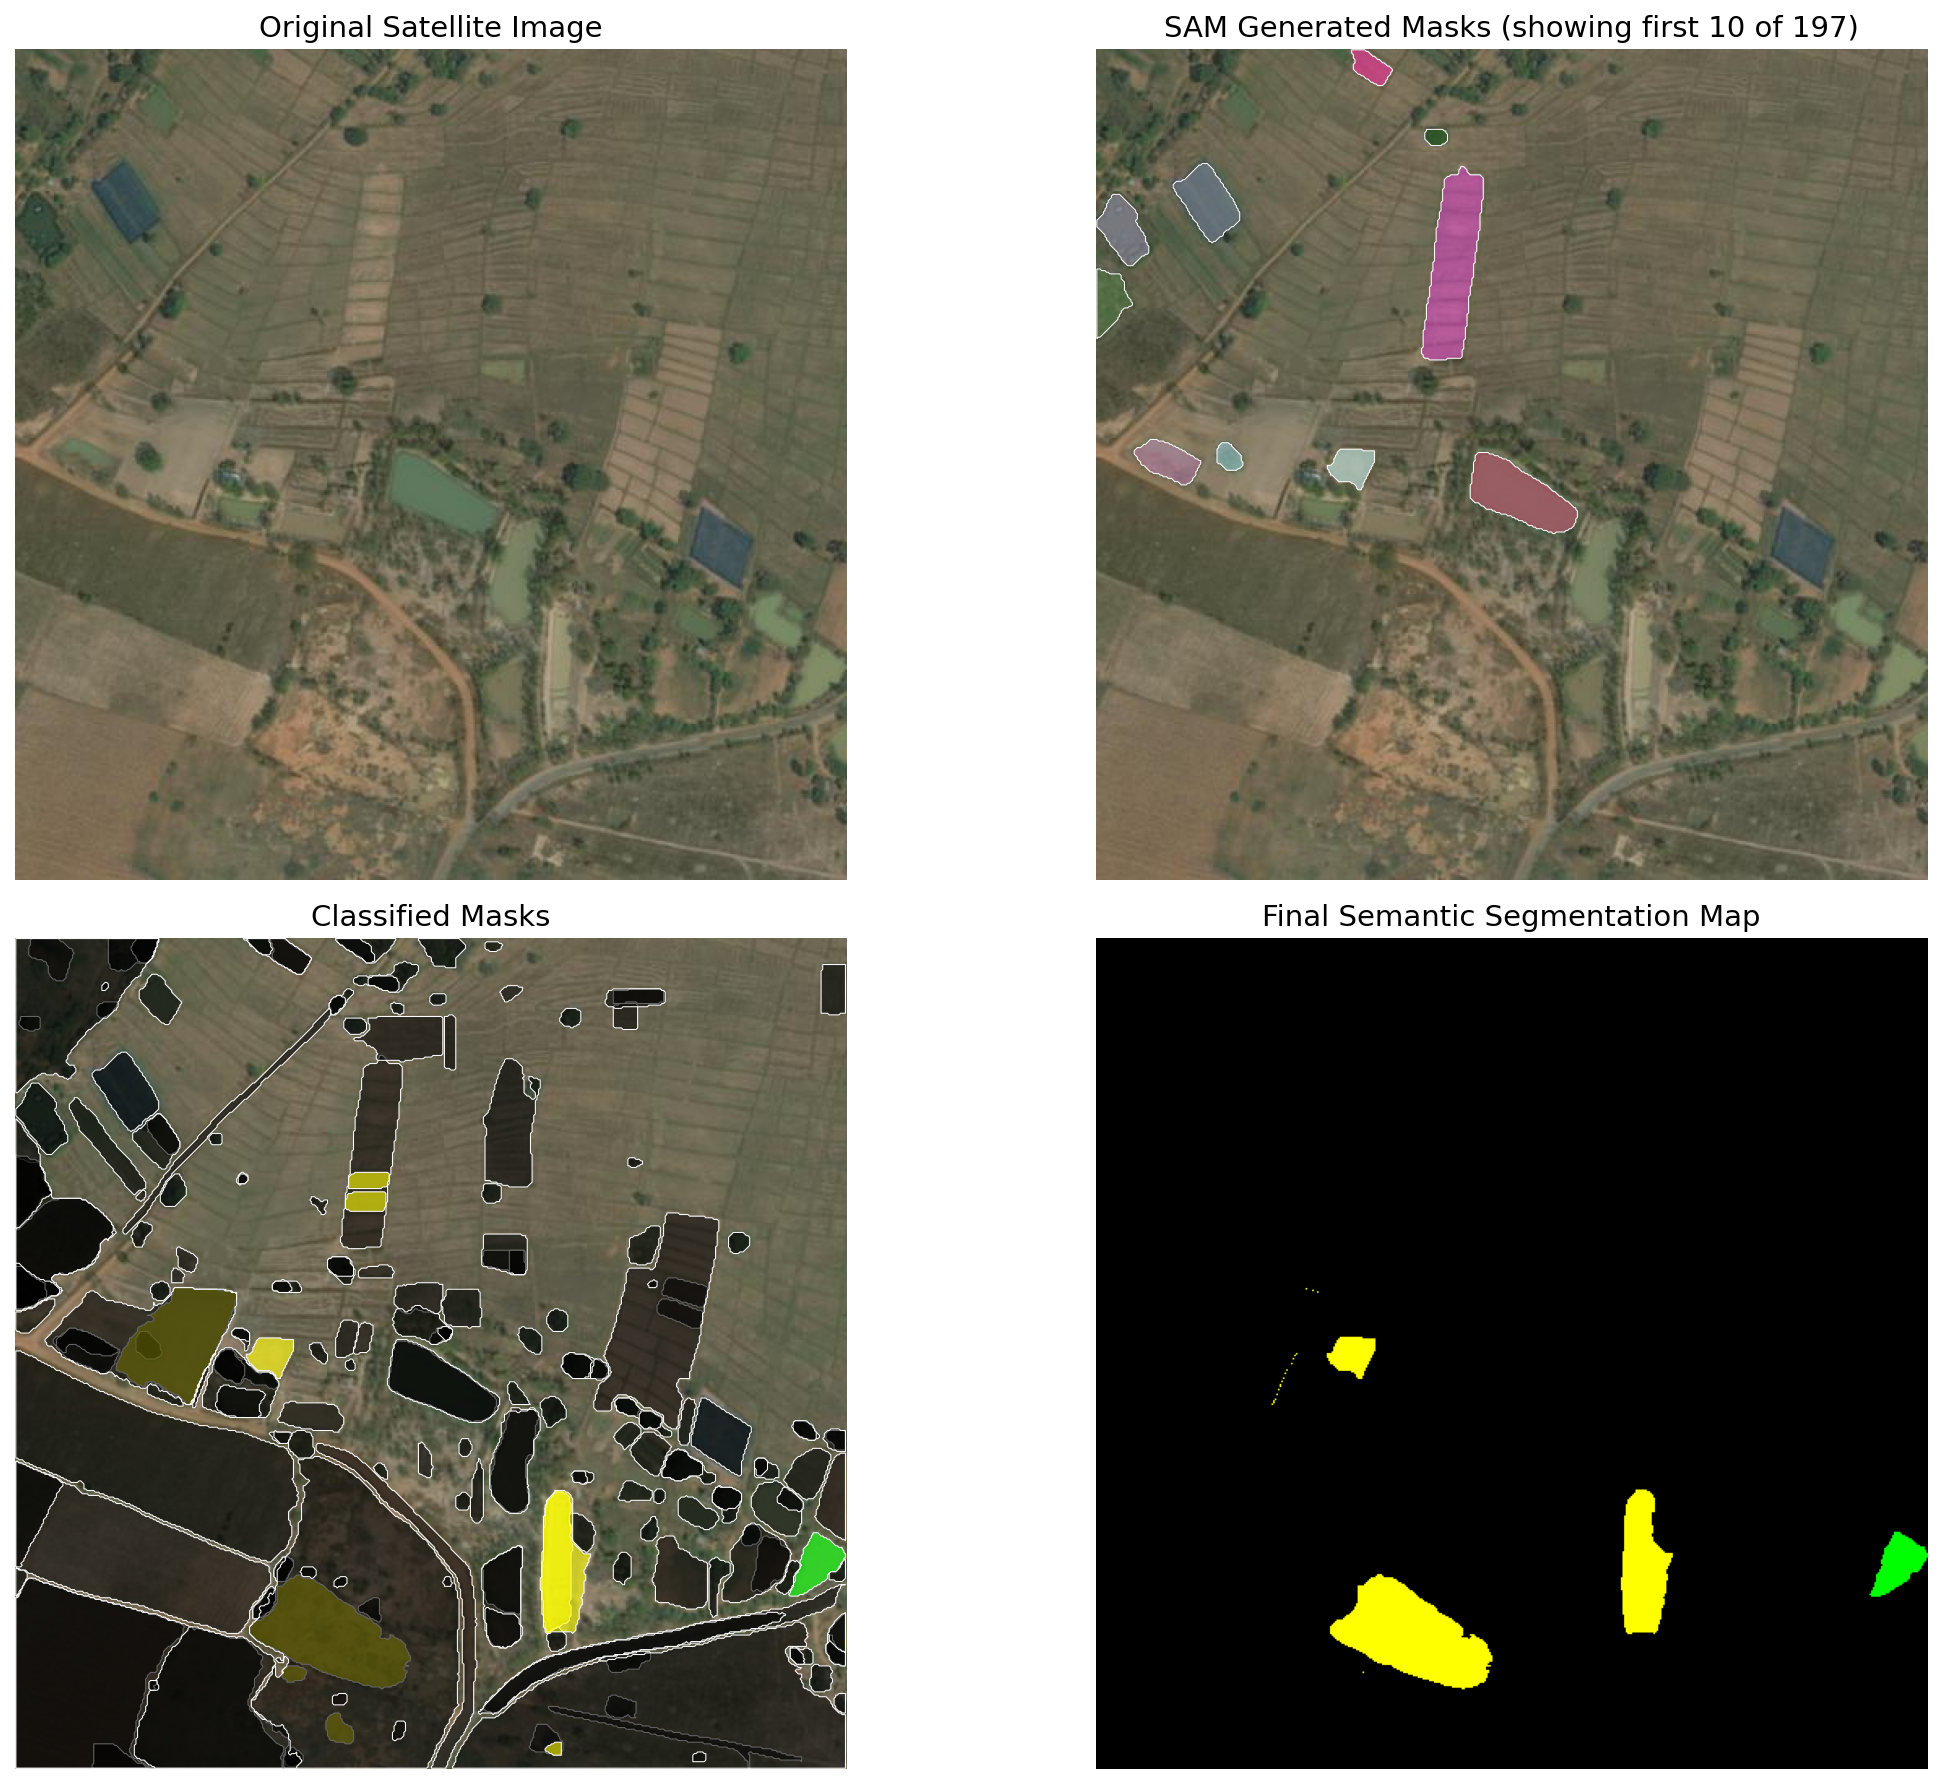 Original Satellite Image
SAM Generated Masks (showing first 10 of 197)
Classified Masks
Final Semantic Segmentation Map